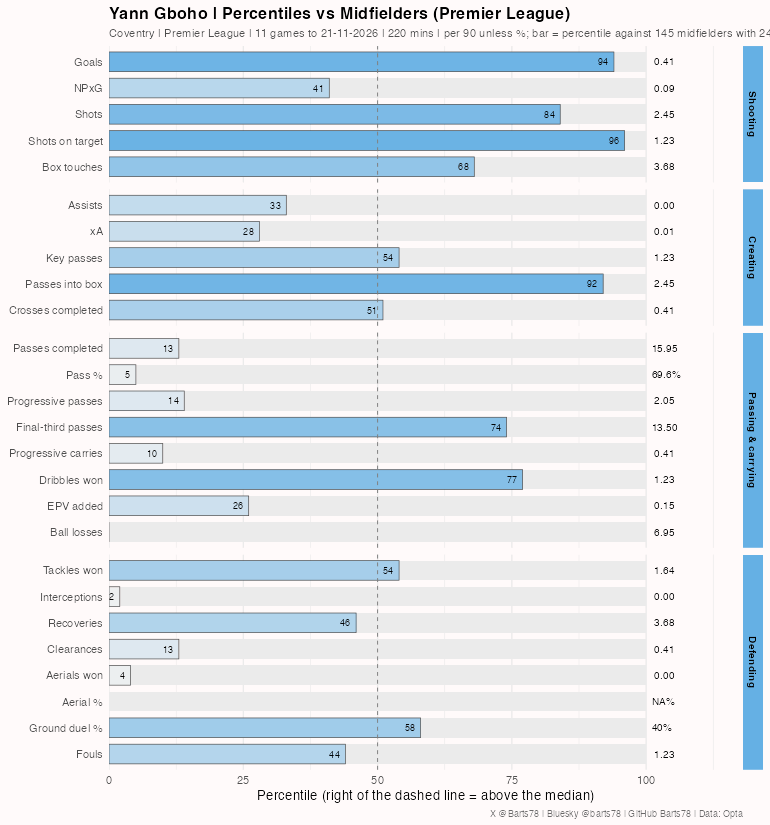 Yann Gboho | Percentiles vs Midfielders (Premier League)
Coventry | Premier League | 11 games to 21-11-2026 | 220 mins | per 90 unless %; bar = percentile against 145 midfielders with 24
Goals 94 0.41
NPxG 41 0.09
Shots 84 2.45
Shots on target 96 1.23
Box touches 68 3.68
Shooting
Assists 33 0.00
xA 28 0.01
Key passes 54 1.23
Passes into box 92 2.45
Crosses completed 51 0.41
Creating
Passes completed 13 15.95
Pass % 5 69.6%
Progressive passes 14 2.05
Final-third passes 74 13.50
Progressive carries 10 0.41
Dribbles won 77 1.23
EPV added 26 0.15
Ball losses 6.95
Passing & carrying
Tackles won 54 1.64
Interceptions 2 0.00
Recoveries 46 3.68
Clearances 13 0.41
Aerials won 4 0.00
Aerial % NA%
Ground duel % 58 40%
Fouls 44 1.23
Defending
0 25 50 75 100
Percentile (right of the dashed line = above the median)
X @Barts78 | Bluesky @barts78 | GitHub Barts78 | Data: Opta